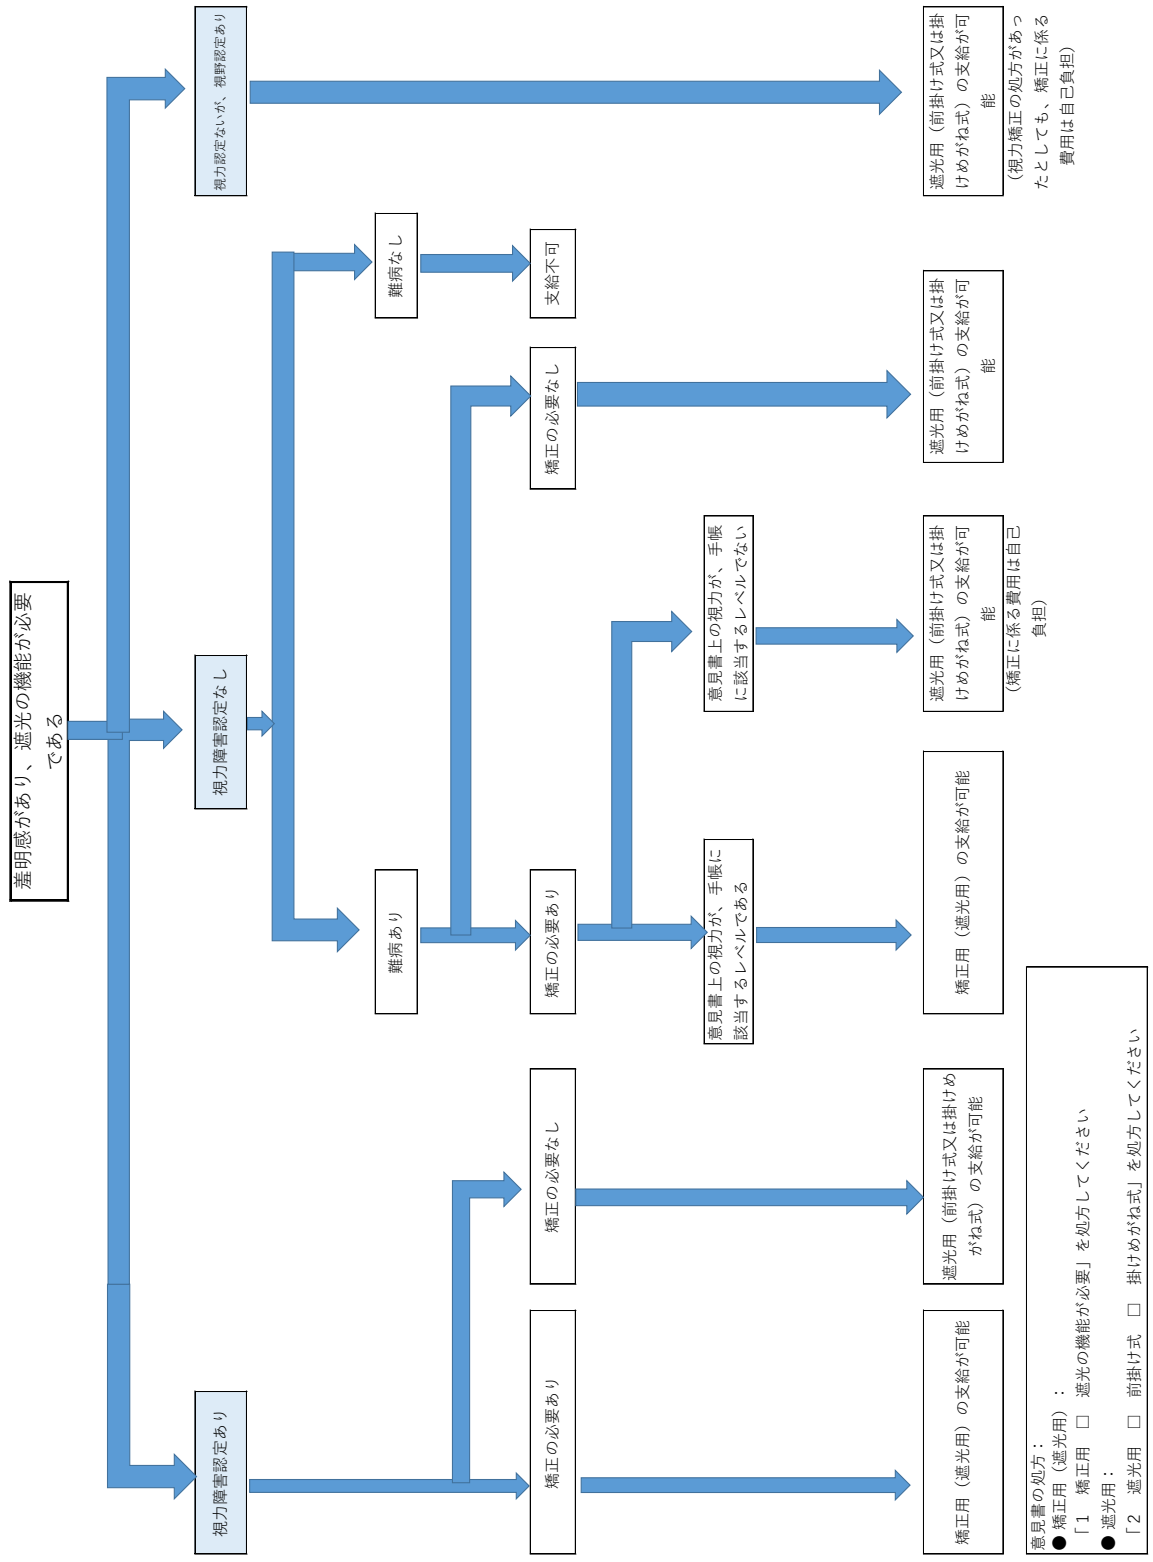 羞明感があり、遮光の機能が必要
である
視力障害認定あり
視力障害認定なし
視力認定ないが、視野認定あり
難病あり
難病なし
矯正の必要あり
矯正の必要なし
矯正の必要あり
矯正の必要なし
支給不可
意見書上の視力が、手帳に
該当するレベルである
意見書上の視力が、手帳
に該当するレベルでない
矯正用（遮光用）の支給が可能
遮光用（前掛け式又は掛けめ
がね式）の支給が可能
矯正用（遮光用）の支給が可能
遮光用（前掛け式又は掛
けめがね式）の支給が可
能
（矯正に係る費用は自己
負担）
遮光用（前掛け式又は掛
けめがね式）の支給が可
能
遮光用（前掛け式又は掛
けめがね式）の支給が可
能
（視力矯正の処方があっ
たとしても、矯正に係る
費用は自己負担）
意見書の処方：
●矯正用（遮光用）：
「1　矯正用　□　遮光の機能が必要」を処方してください
●遮光用：
「2　遮光用　□　前掛け式　□　掛けめがね式」を処方してください